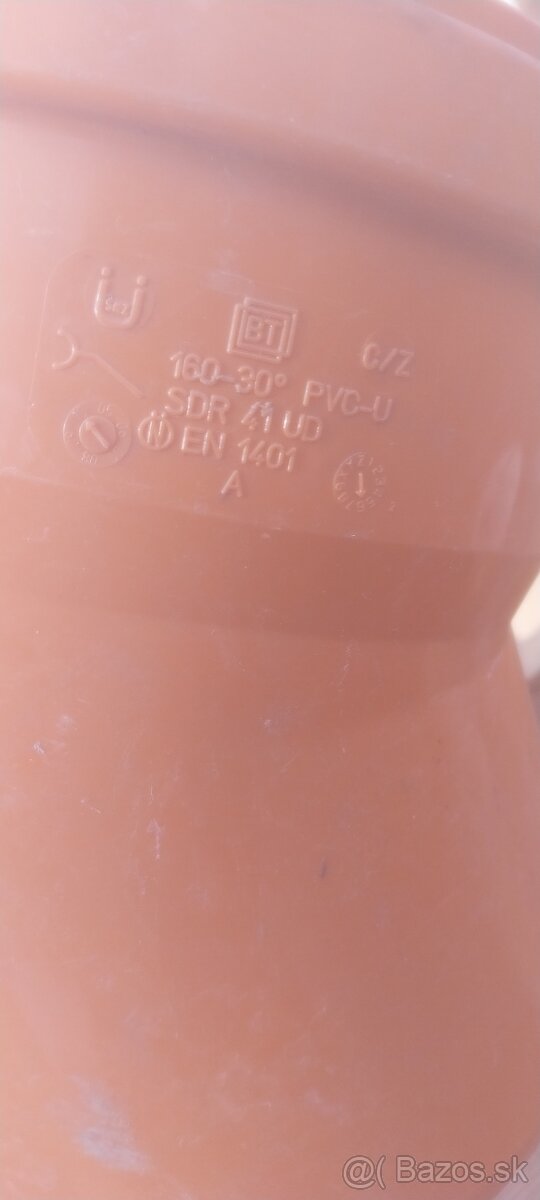 BT
C/Z
160-30° PVC-U
SDR 41 UD
EN 1401
A
@( Bazos.sk